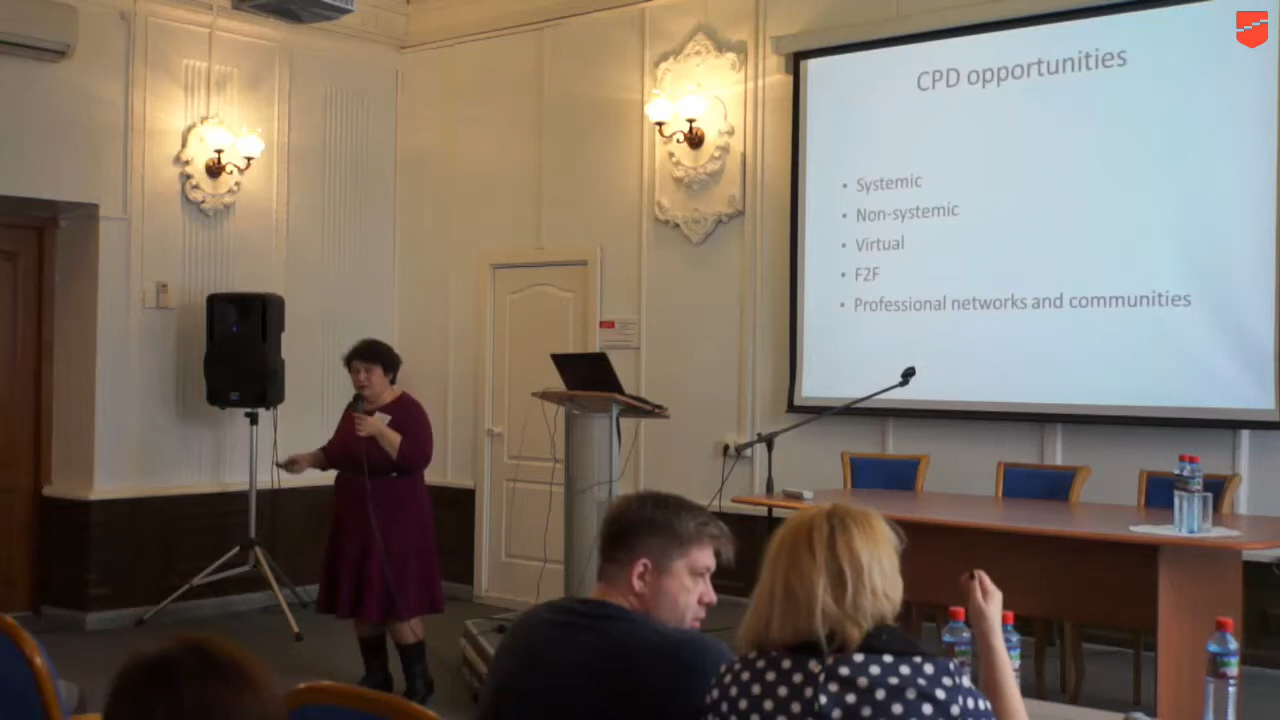 CPD opportunities
• Systemic
• Non-systemic
• Virtual
• F2F
• Professional networks and communities